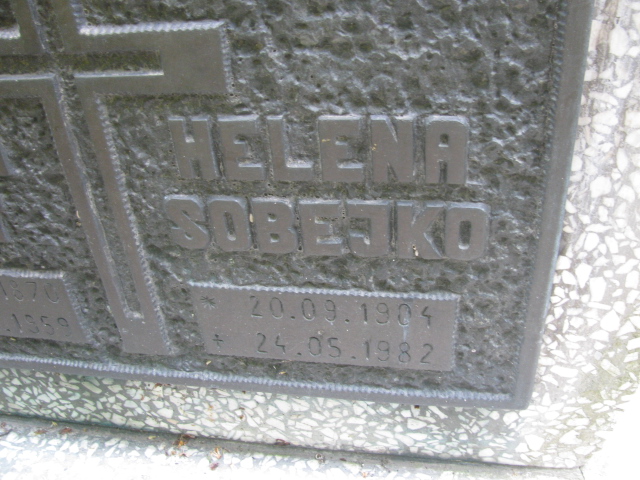 HELENA
SOBEJKO
* 20.09.1904
+ 24.05.1982